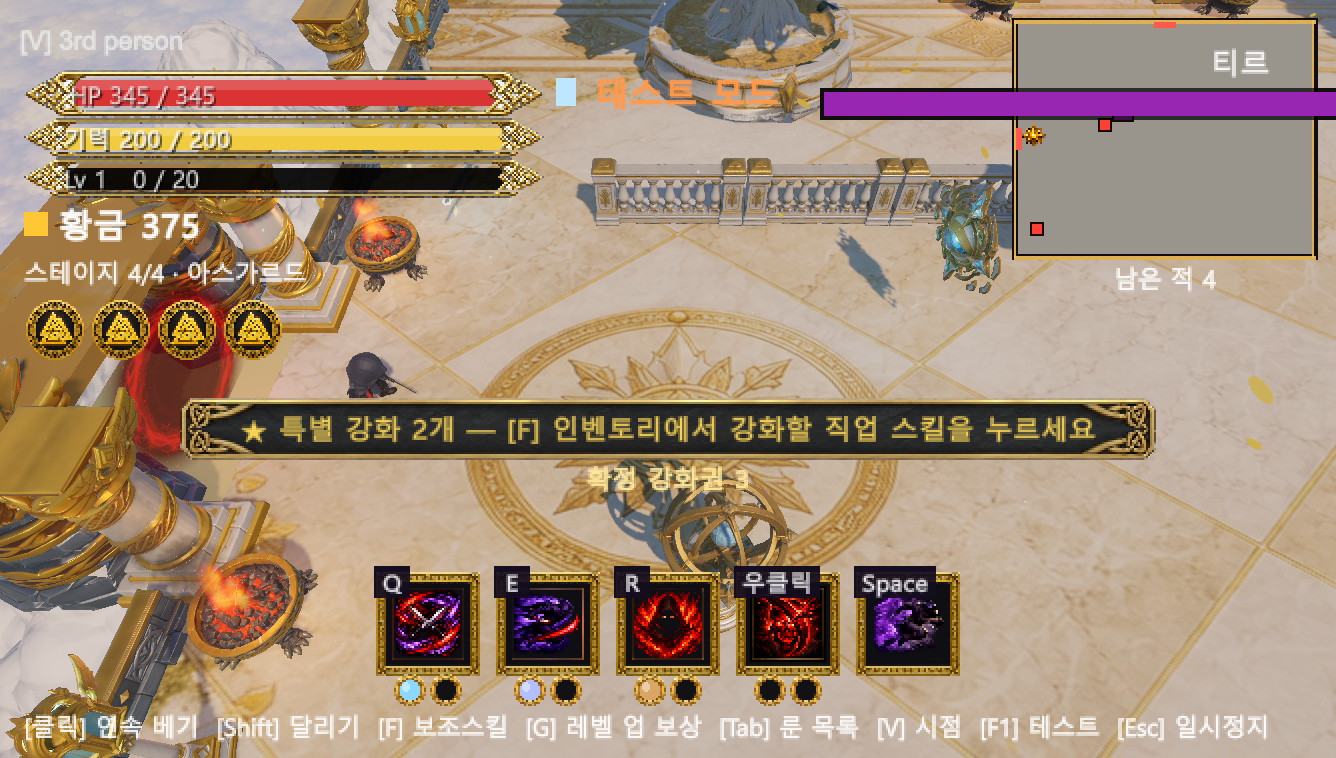 [V] 3rd person
HP 345 / 345
기력 200 / 200
Lv 1 0 / 20
황금 375
스테이지 4/4 · 아스가르드
테스트 모드
티르
남은 적 4
★ 특별 강화 2개 — [F] 인벤토리에서 강화할 직업 스킬을 누르세요
확정 강화권 3
Q E R 우클릭 Space
[클릭] 연속 베기 [Shift] 달리기 [F] 보조스킬 [G] 레벨 업 보상 [Tab] 룬 목록 [V] 시점 [F1] 테스트 [Esc] 일시정지